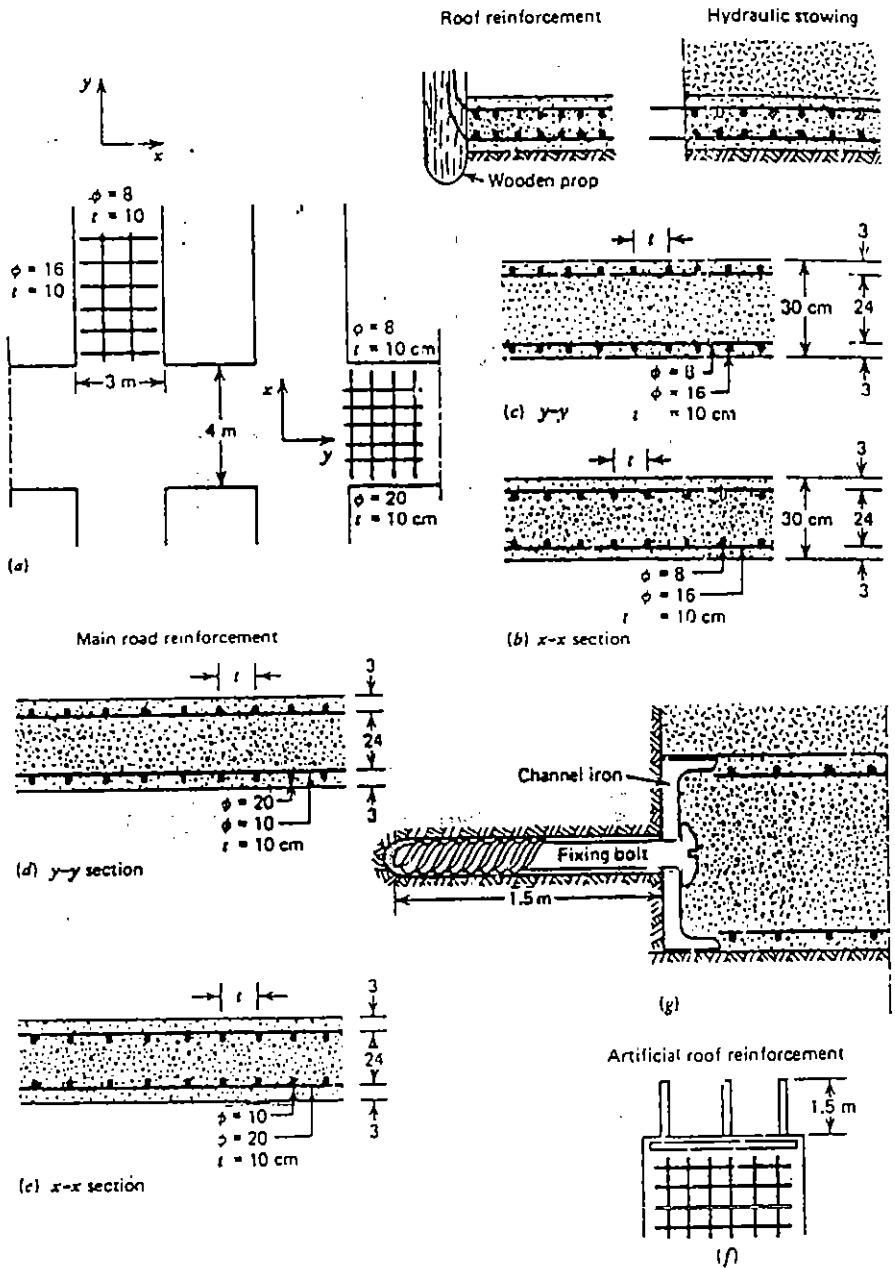 Roof reinforcement
Hydraulic stowing
Wooden prop
y
x
ϕ = 8
t = 10
ϕ = 16
t = 10
3 m
4 m
ϕ = 8
t = 10 cm
x
y
ϕ = 20
t = 10 cm
(a)
t
3
30 cm
24
3
ϕ = 8
ϕ = 16
t = 10 cm
(c) y-y
t
3
30 cm
24
3
ϕ = 8
ϕ = 16
t = 10 cm
(b) x-x section
Main road reinforcement
t
3
24
3
ϕ = 20
ϕ = 10
t = 10 cm
(d) y-y section
Channel iron
Fixing bolt
1.5 m
(g)
t
3
24
3
ϕ = 10
ϕ = 20
t = 10 cm
(e) x-x section
Artificial roof reinforcement
1.5 m
(f)